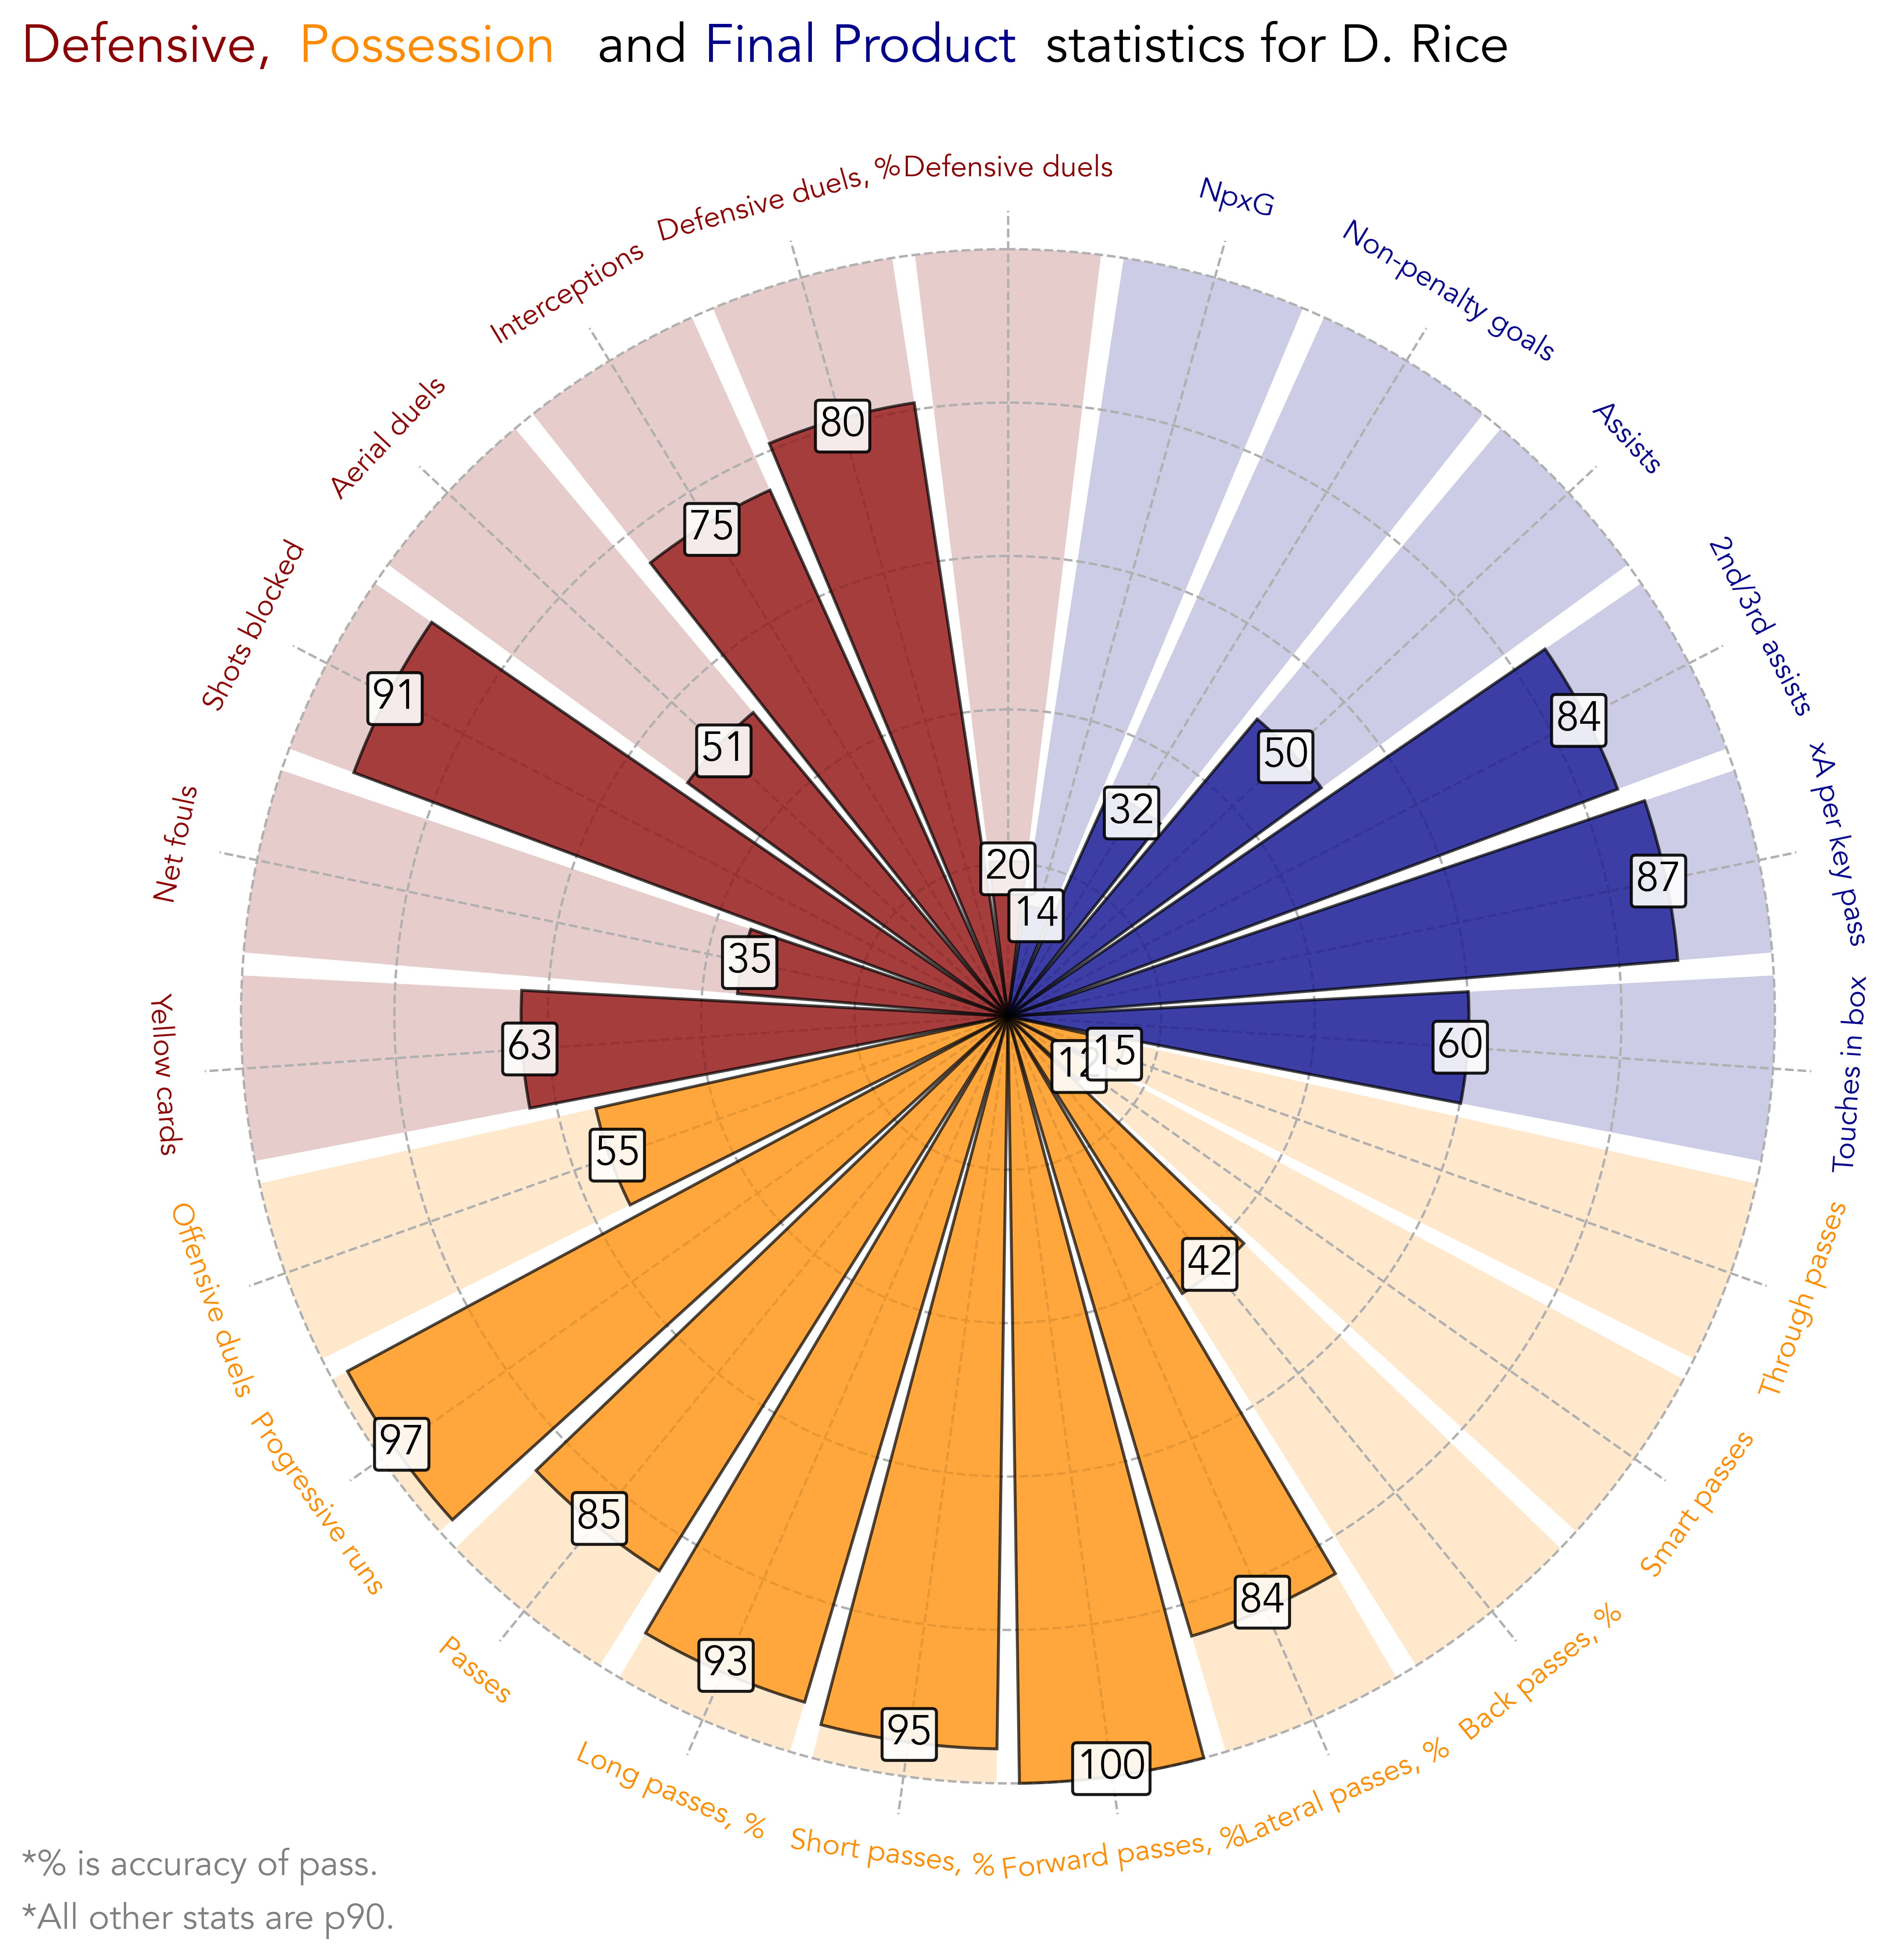 Defensive, Possession and Final Product statistics for D. Rice
Defensive duels
NpxG
Non-penalty goals
Assists
2nd/3rd assists
xA per key pass
Touches in box
Through passes
Smart passes
Back passes, %
Lateral passes, %
Forward passes, %
Short passes, %
Long passes, %
Passes
Progressive runs
Offensive duels
Yellow cards
Net fouls
Shots blocked
Aerial duels
Interceptions
Defensive duels, %
20
14
32
50
84
87
60
15
12
42
84
100
95
93
85
97
55
63
35
91
51
75
80
*% is accuracy of pass.
*All other stats are p90.